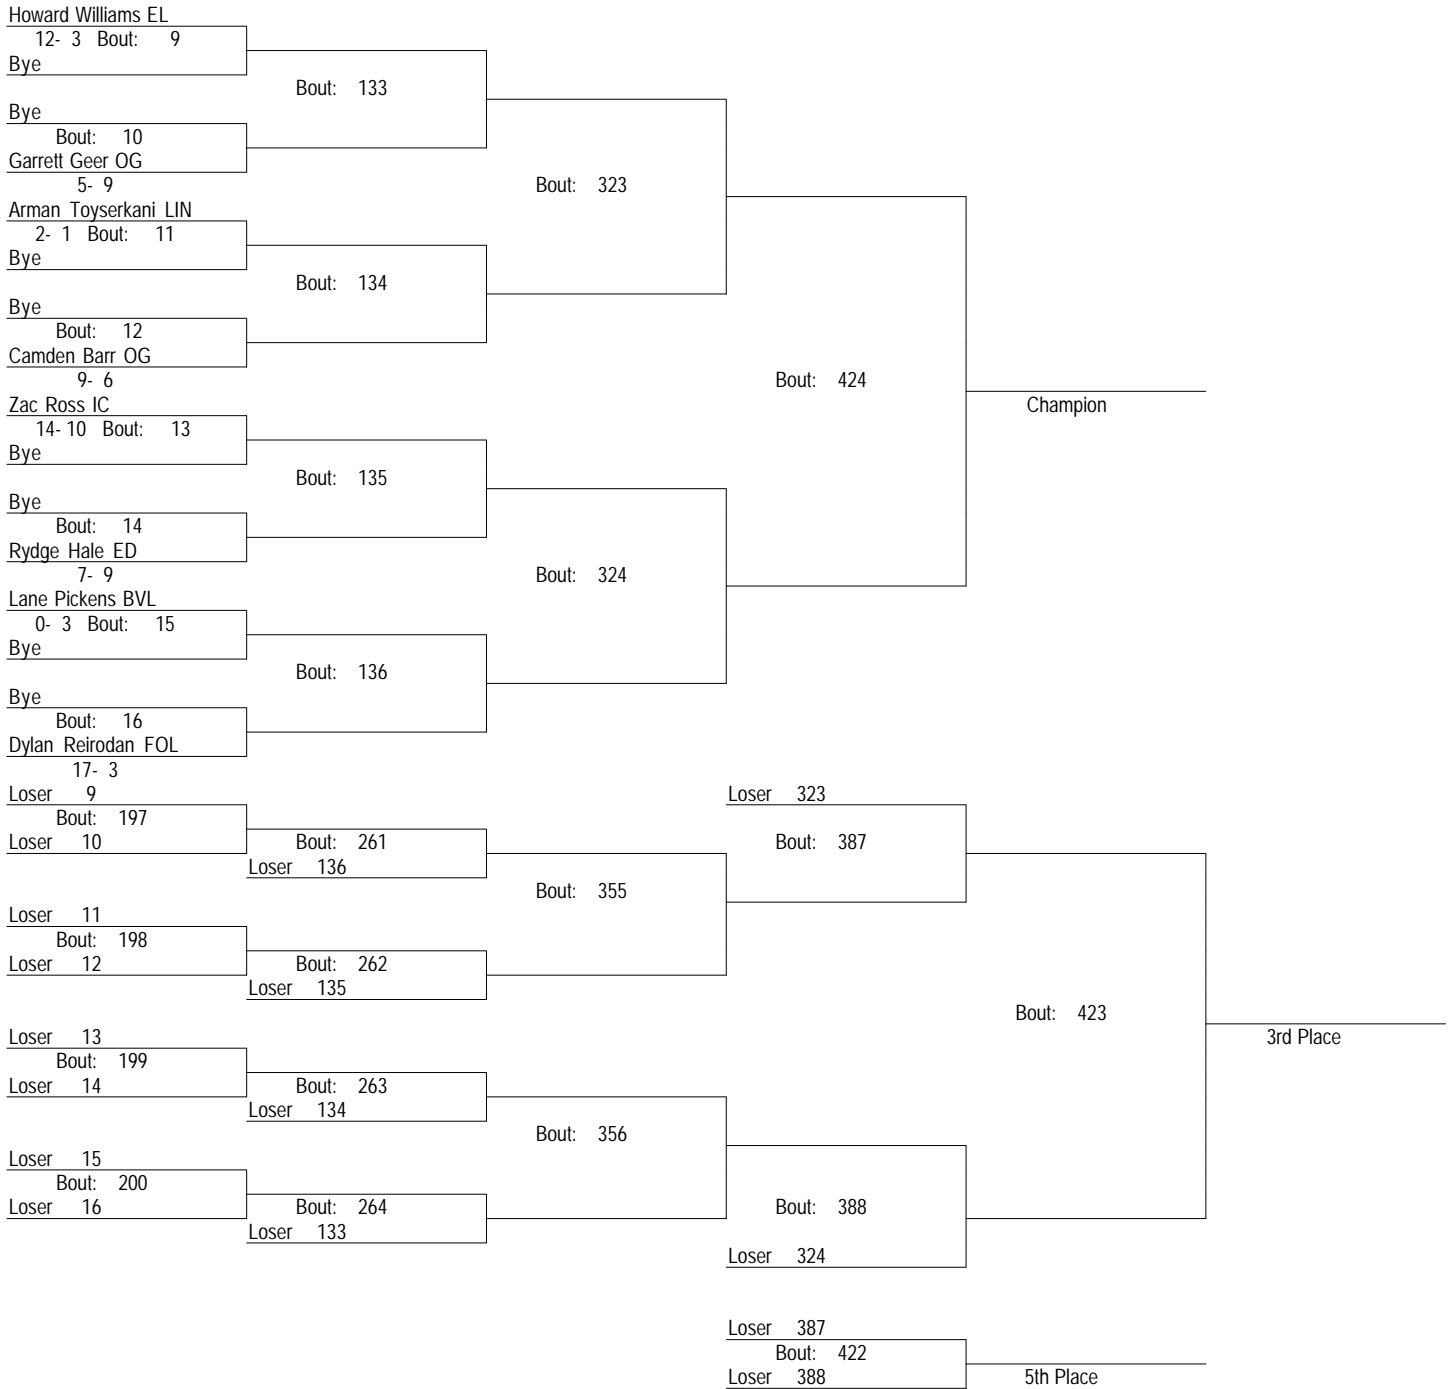 Howard Williams EL
12- 3 Bout: 9
Bye
Bout: 133
Bye
Bout: 10
Garrett Geer OG
5- 9
Bout: 323
Arman Toyserkani LIN
2- 1 Bout: 11
Bye
Bout: 134
Bye
Bout: 12
Camden Barr OG
9- 6
Bout: 424
Zac Ross IC
Champion
14- 10 Bout: 13
Bye
Bout: 135
Bye
Bout: 14
Rydge Hale ED
7- 9
Bout: 324
Lane Pickens BVL
0- 3 Bout: 15
Bye
Bout: 136
Bye
Bout: 16
Dylan Reirodan FOL
17- 3
Loser 9
Loser 323
Bout: 197
Loser 10
Bout: 261
Bout: 387
Loser 136
Bout: 355
Loser 11
Bout: 198
Loser 12
Bout: 262
Loser 135
Bout: 423
Loser 13
3rd Place
Bout: 199
Loser 14
Bout: 263
Loser 134
Bout: 356
Loser 15
Bout: 200
Loser 16
Bout: 264
Bout: 388
Loser 133
Loser 324
Loser 387
Bout: 422
Loser 388
5th Place